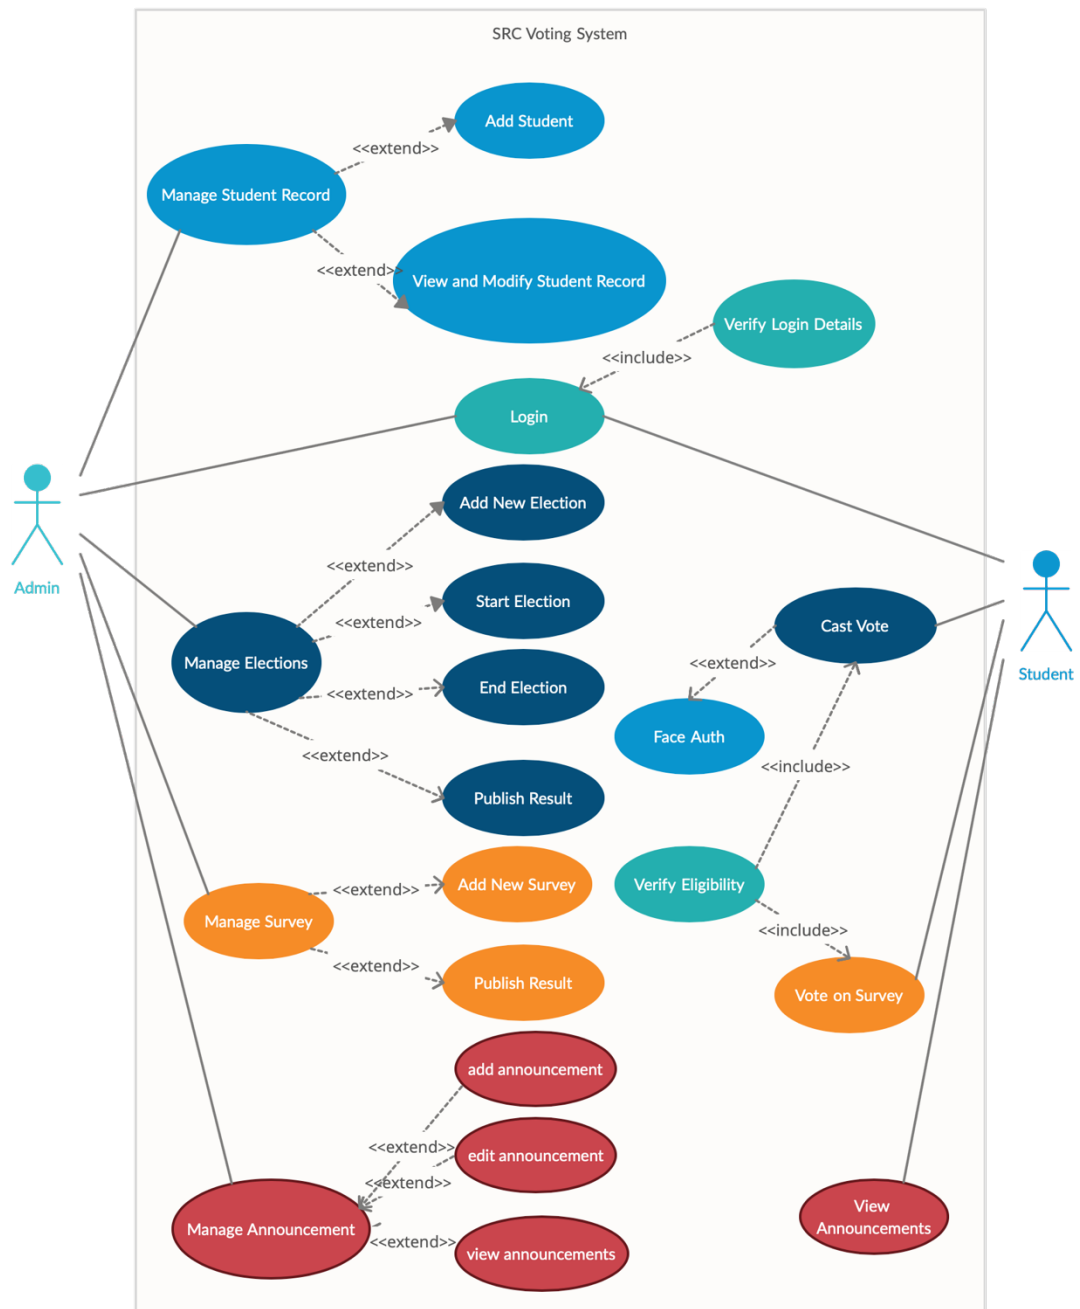 SRC Voting System
Add Student
<<extend>>
Manage Student Record
<<extend>>
View and Modify Student Record
Verify Login Details
<<include>>
Login
Add New Election
<<extend>>
Start Election
<<extend>>
Admin
Cast Vote
Manage Elections
<<extend>>
<<extend>>
End Election
Student
Face Auth
<<extend>>
<<include>>
Publish Result
<<extend>>
Add New Survey
Verify Eligibility
Manage Survey
<<include>>
<<extend>>
Publish Result
Vote on Survey
add announcement
<<extend>>
edit announcement
<<extend>>
View
Announcements
Manage Announcement
<<extend>>
view announcements